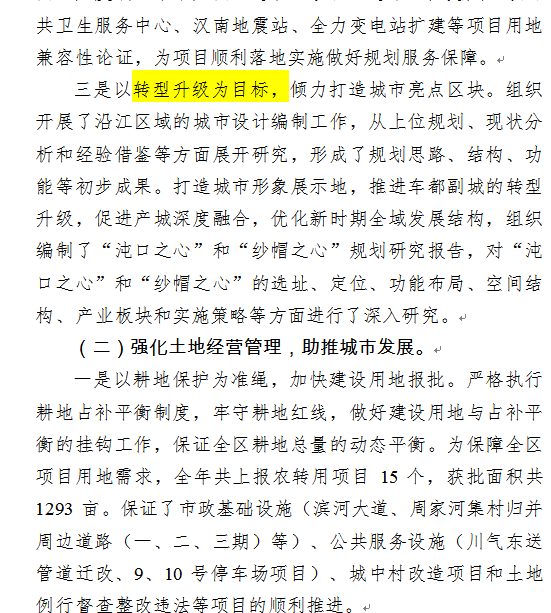 共卫生服务中心、汉南地震站、全力变电站扩建等项目用地
兼容性论证，为项目顺利落地实施做好规划服务保障。
三是以转型升级为目标，倾力打造城市亮点区块。组织
开展了沿江区域的城市设计编制工作，从上位规划、现状分
析和经验借鉴等方面展开研究，形成了规划思路、结构、功
能等初步成果。打造城市形象展示地，推进车都副城的转型
升级，促进产城深度融合，优化新时期全域发展结构，组织
编制了“沌口之心”和“纱帽之心”规划研究报告，对“沌
口之心”和“纱帽之心”的选址、定位、功能布局、空间结
构、产业板块和实施策略等方面进行了深入研究。
（二）强化土地经营管理，助推城市发展。
一是以耕地保护为准绳，加快建设用地报批。严格执行
耕地占补平衡制度，牢守耕地红线，做好建设用地与占补平
衡的挂钩工作，保证全区耕地总量的动态平衡。为保障全区
项目用地需求，全年共上报农转用项目 15 个，获批面积共
1293 亩。保证了市政基础设施（滨河大道、周家河集村归并
周边道路（一、二、三期）等）、公共服务设施（川气东送
管道迁改、9、10 号停车场项目）、城中村改造项目和土地
例行督查整改违法等项目的顺利推进。